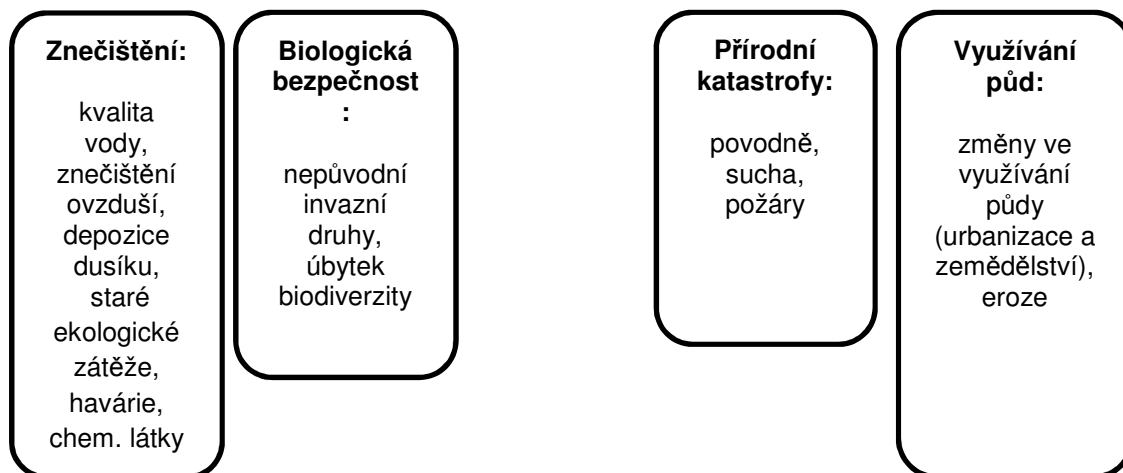 Znečištění:
kvalita
vody,
znečištění
ovzduší,
depozice
dusíku,
staré
ekologické
zátěže,
havárie,
chem. látky
Biologická
bezpečnost
:
nepůvodní
invazní
druhy,
úbytek
biodiverzity
Přírodní
katastrofy:
povodně,
sucha,
požáry
Využívání
půd:
změny ve
využívání
půdy
(urbanizace a
zemědělství),
eroze